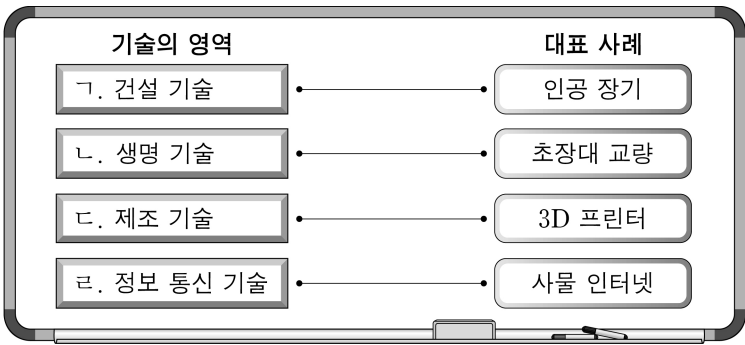 기술의 영역 대표 사례
ㄱ. 건설 기술 인공 장기
ㄴ. 생명 기술 초장대 교량
ㄷ. 제조 기술 3D 프린터
ㄹ. 정보 통신 기술 사물 인터넷